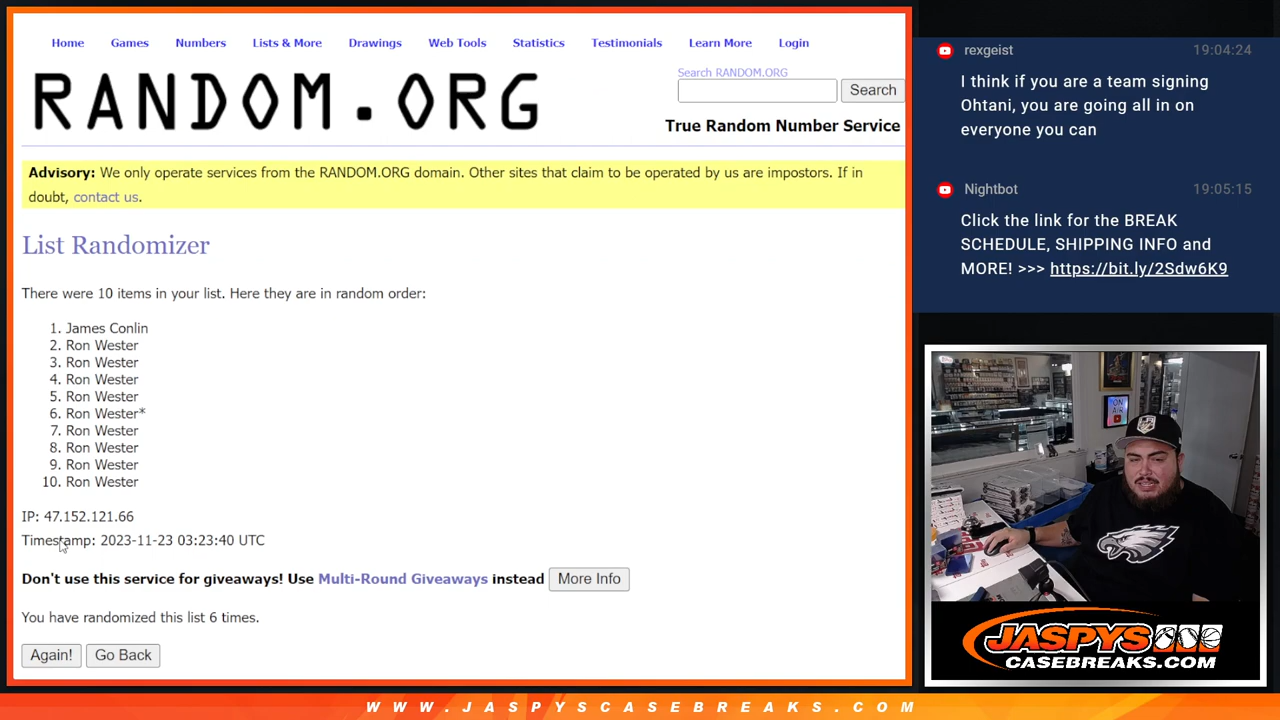 Home Games Numbers Lists & More Drawings Web Tools Statistics Testimonials Learn More Login
RANDOM.ORG
Search RANDOM.ORG
Search
True Random Number Service
Advisory: We only operate services from the RANDOM.ORG domain. Other sites that claim to be operated by us are impostors. If in
doubt, contact us.
List Randomizer
There were 10 items in your list. Here they are in random order:
1. James Conlin
2. Ron Wester
3. Ron Wester
4. Ron Wester
5. Ron Wester
6. Ron Wester*
7. Ron Wester
8. Ron Wester
9. Ron Wester
10. Ron Wester
IP: 47.152.121.66
Timestamp: 2023-11-23 03:23:40 UTC
Don't use this service for giveaways! Use Multi-Round Giveaways instead More Info
You have randomized this list 6 times.
Again! Go Back
rexgeist 19:04:24
I think if you are a team signing
Ohtani, you are going all in on
everyone you can
Nightbot 19:05:15
Click the link for the BREAK
SCHEDULE, SHIPPING INFO and
MORE! >>> https://bit.ly/2Sdw6K9
ON
AIR
JASPYS
CASEBREAKS.COM
WWW.JASPYSCASEBREAKS.COM